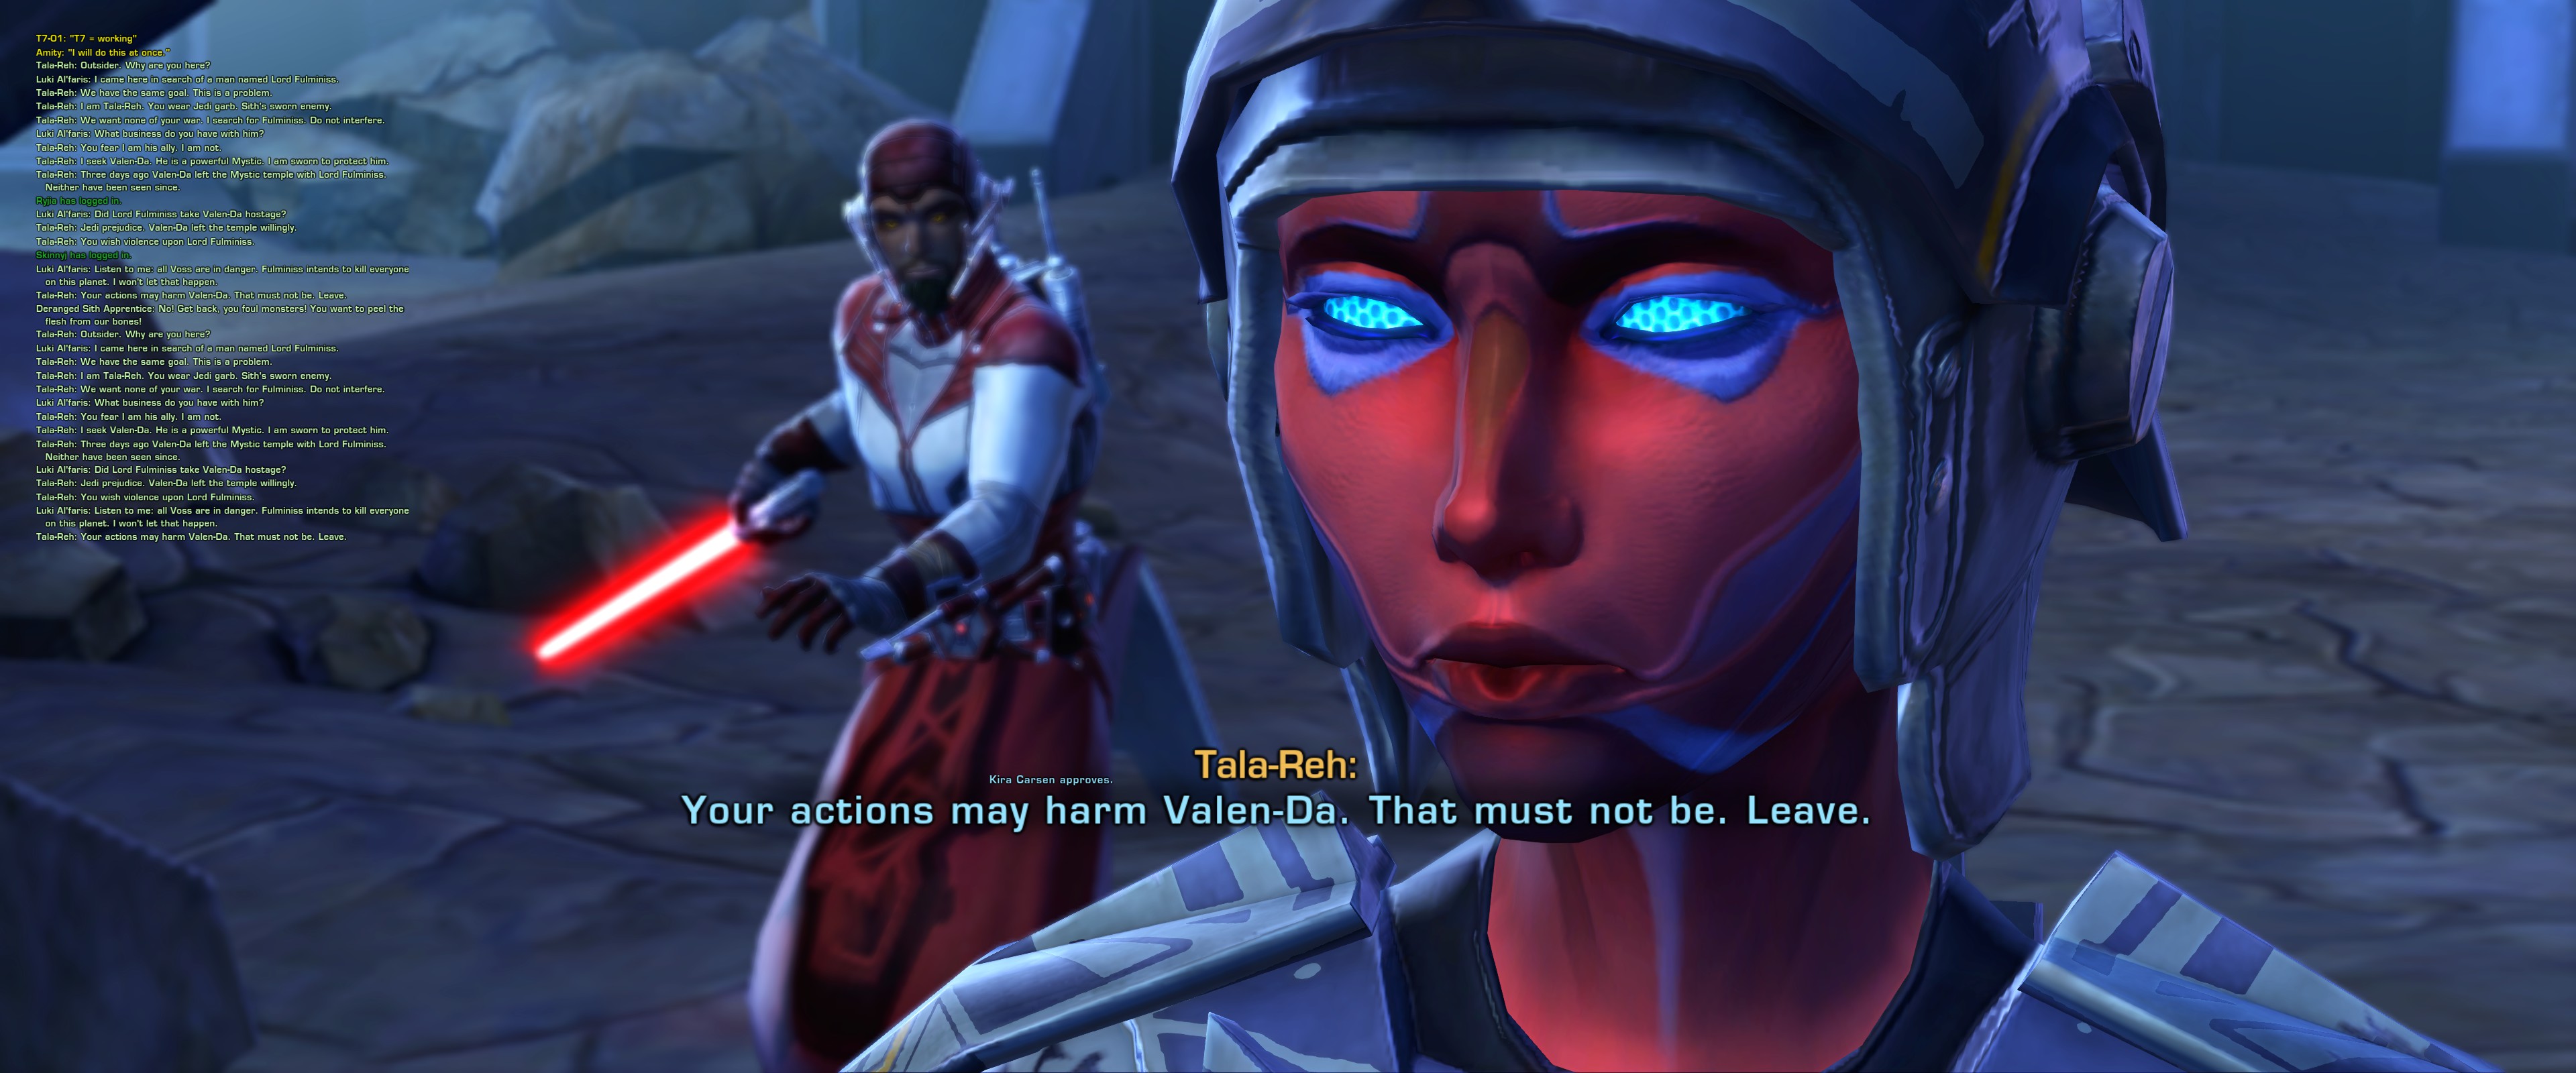 T7-01: "T7 = working"
Amity: "I will do this at once."
Tala-Reh: Outsider. Why are you here?
Luki Al'faris: I came here in search of a man named Lord Fulminiss.
Tala-Reh: We have the same goal. This is a problem.
Tala-Reh: I am Tala-Reh. You wear Jedi garb. Sith's sworn enemy.
Tala-Reh: We want none of your war. I search for Fulminiss. Do not interfere.
Luki Al'faris: What business do you have with him?
Tala-Reh: You fear I am his ally. I am not.
Tala-Reh: I seek Valen-Da. He is a powerful Mystic. I am sworn to protect him.
Tala-Reh: Three days ago Valen-Da left the Mystic temple with Lord Fulminiss.
Neither have been seen since.
Ryjia has logged in.
Luki Al'faris: Did Lord Fulminiss take Valen-Da hostage?
Tala-Reh: Jedi prejudice. Valen-Da left the temple willingly.
Tala-Reh: You wish violence upon Lord Fulminiss.
Skinnyj has logged in.
Luki Al'faris: Listen to me: all Voss are in danger. Fulminiss intends to kill everyone
on this planet. I won't let that happen.
Tala-Reh: Your actions may harm Valen-Da. That must not be. Leave.
Deranged Sith Apprentice: No! Get back, you foul monsters! You want to peel the
flesh from our bones!
Tala-Reh: Outsider. Why are you here?
Luki Al'faris: I came here in search of a man named Lord Fulminiss.
Tala-Reh: We have the same goal. This is a problem.
Tala-Reh: I am Tala-Reh. You wear Jedi garb. Sith's sworn enemy.
Tala-Reh: We want none of your war. I search for Fulminiss. Do not interfere.
Luki Al'faris: What business do you have with him?
Tala-Reh: You fear I am his ally. I am not.
Tala-Reh: I seek Valen-Da. He is a powerful Mystic. I am sworn to protect him.
Tala-Reh: Three days ago Valen-Da left the Mystic temple with Lord Fulminiss.
Neither have been seen since.
Luki Al'faris: Did Lord Fulminiss take Valen-Da hostage?
Tala-Reh: Jedi prejudice. Valen-Da left the temple willingly.
Tala-Reh: You wish violence upon Lord Fulminiss.
Luki Al'faris: Listen to me: all Voss are in danger. Fulminiss intends to kill everyone
on this planet. I won't let that happen.
Tala-Reh: Your actions may harm Valen-Da. That must not be. Leave.
Tala-Reh:
Kira Carsen approves.
Your actions may harm Valen-Da. That must not be. Leave.